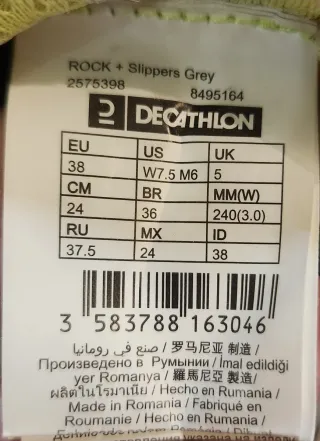 ROCK + Slippers Grey
2575398 8495164
DECATHLON
EU US UK
38 W7.5 M6 5
CM BR MM(W)
24 36 240(3.0)
RU MX ID
37.5 24 38
3 583788 163046
صنع في رومانيا / 罗马尼亚 制造 /
Произведено в Румынии / İmal edildiği
yer Romanya / 羅馬尼亞 製造 /
ผลิตในโรมาเนีย / Hecho en Rumania /
Made in Romania / Fabriqué en
Roumanie / Hecho en Rumania /